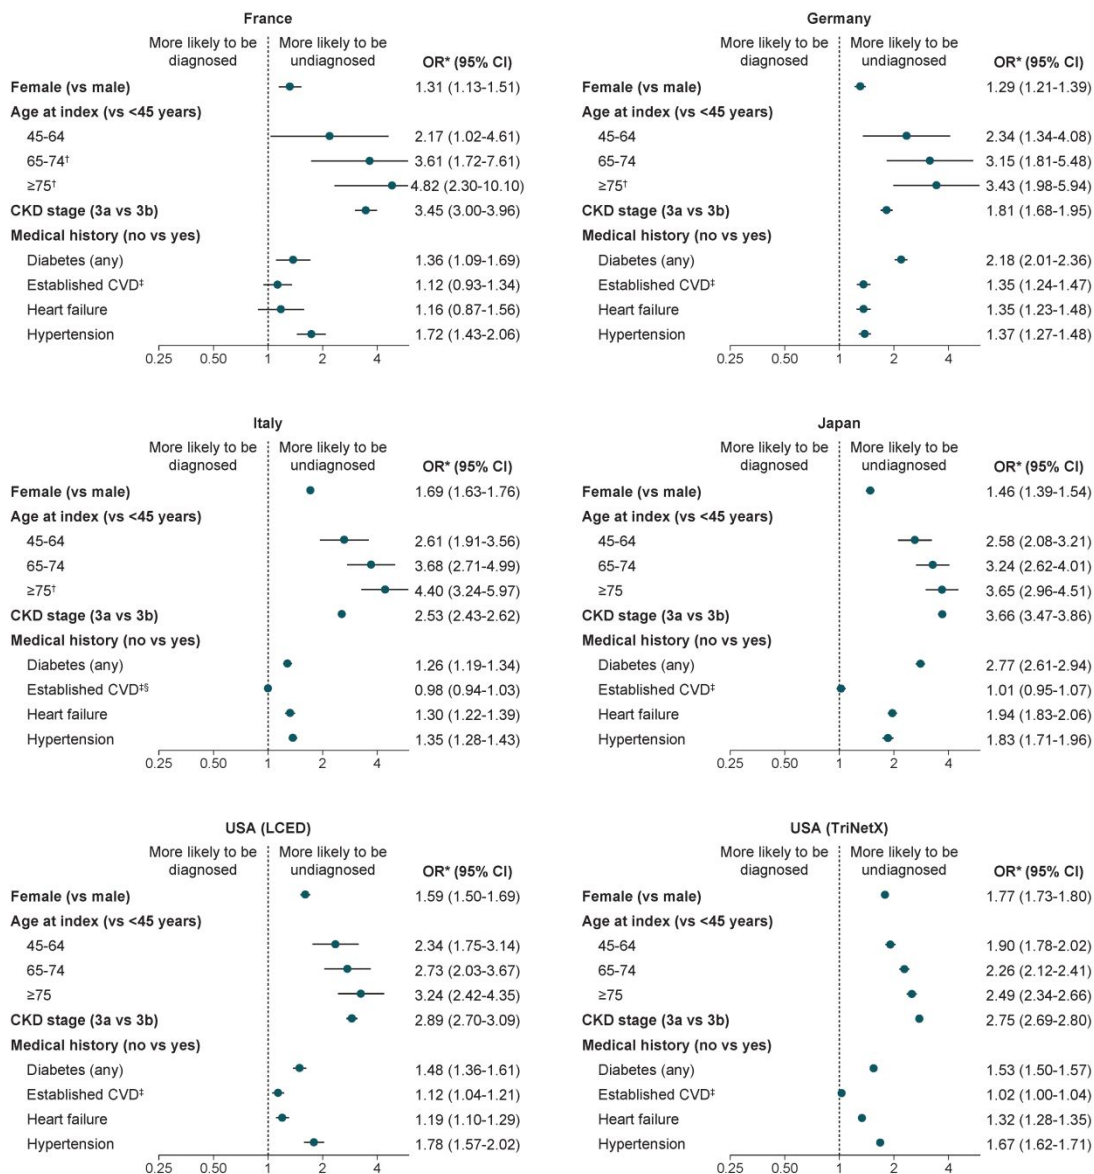 France
More likely to be More likely to be
diagnosed undiagnosed OR* (95% CI)
Female (vs male) 1.31 (1.13-1.51)
Age at index (vs <45 years)
45-64 2.17 (1.02-4.61)
65-74† 3.61 (1.72-7.61)
≥75† 4.82 (2.30-10.10)
CKD stage (3a vs 3b) 3.45 (3.00-3.96)
Medical history (no vs yes)
Diabetes (any) 1.36 (1.09-1.69)
Established CVD‡ 1.12 (0.93-1.34)
Heart failure 1.16 (0.87-1.56)
Hypertension 1.72 (1.43-2.06)
0.25 0.50 1 2 4
Germany
More likely to be More likely to be
diagnosed undiagnosed OR* (95% CI)
Female (vs male) 1.29 (1.21-1.39)
Age at index (vs <45 years)
45-64 2.34 (1.34-4.08)
65-74 3.15 (1.81-5.48)
≥75† 3.43 (1.98-5.94)
CKD stage (3a vs 3b) 1.81 (1.68-1.95)
Medical history (no vs yes)
Diabetes (any) 2.18 (2.01-2.36)
Established CVD‡ 1.35 (1.24-1.47)
Heart failure 1.35 (1.23-1.48)
Hypertension 1.37 (1.27-1.48)
0.25 0.50 1 2 4
Italy
More likely to be More likely to be
diagnosed undiagnosed OR* (95% CI)
Female (vs male) 1.69 (1.63-1.76)
Age at index (vs <45 years)
45-64 2.61 (1.91-3.56)
65-74 3.68 (2.71-4.99)
≥75† 4.40 (3.24-5.97)
CKD stage (3a vs 3b) 2.53 (2.43-2.62)
Medical history (no vs yes)
Diabetes (any) 1.26 (1.19-1.34)
Established CVD‡§ 0.98 (0.94-1.03)
Heart failure 1.30 (1.22-1.39)
Hypertension 1.35 (1.28-1.43)
0.25 0.50 1 2 4
Japan
More likely to be More likely to be
diagnosed undiagnosed OR* (95% CI)
Female (vs male) 1.46 (1.39-1.54)
Age at index (vs <45 years)
45-64 2.58 (2.08-3.21)
65-74 3.24 (2.62-4.01)
≥75 3.65 (2.96-4.51)
CKD stage (3a vs 3b) 3.66 (3.47-3.86)
Medical history (no vs yes)
Diabetes (any) 2.77 (2.61-2.94)
Established CVD‡ 1.01 (0.95-1.07)
Heart failure 1.94 (1.83-2.06)
Hypertension 1.83 (1.71-1.96)
0.25 0.50 1 2 4
USA (LCED)
More likely to be More likely to be
diagnosed undiagnosed OR* (95% CI)
Female (vs male) 1.59 (1.50-1.69)
Age at index (vs <45 years)
45-64 2.34 (1.75-3.14)
65-74 2.73 (2.03-3.67)
≥75 3.24 (2.42-4.35)
CKD stage (3a vs 3b) 2.89 (2.70-3.09)
Medical history (no vs yes)
Diabetes (any) 1.48 (1.36-1.61)
Established CVD‡ 1.12 (1.04-1.21)
Heart failure 1.19 (1.10-1.29)
Hypertension 1.78 (1.57-2.02)
0.25 0.50 1 2 4
USA (TriNetX)
More likely to be More likely to be
diagnosed undiagnosed OR* (95% CI)
Female (vs male) 1.77 (1.73-1.80)
Age at index (vs <45 years)
45-64 1.90 (1.78-2.02)
65-74 2.26 (2.12-2.41)
≥75 2.49 (2.34-2.66)
CKD stage (3a vs 3b) 2.75 (2.69-2.80)
Medical history (no vs yes)
Diabetes (any) 1.53 (1.50-1.57)
Established CVD‡ 1.02 (1.00-1.04)
Heart failure 1.32 (1.28-1.35)
Hypertension 1.67 (1.62-1.71)
0.25 0.50 1 2 4